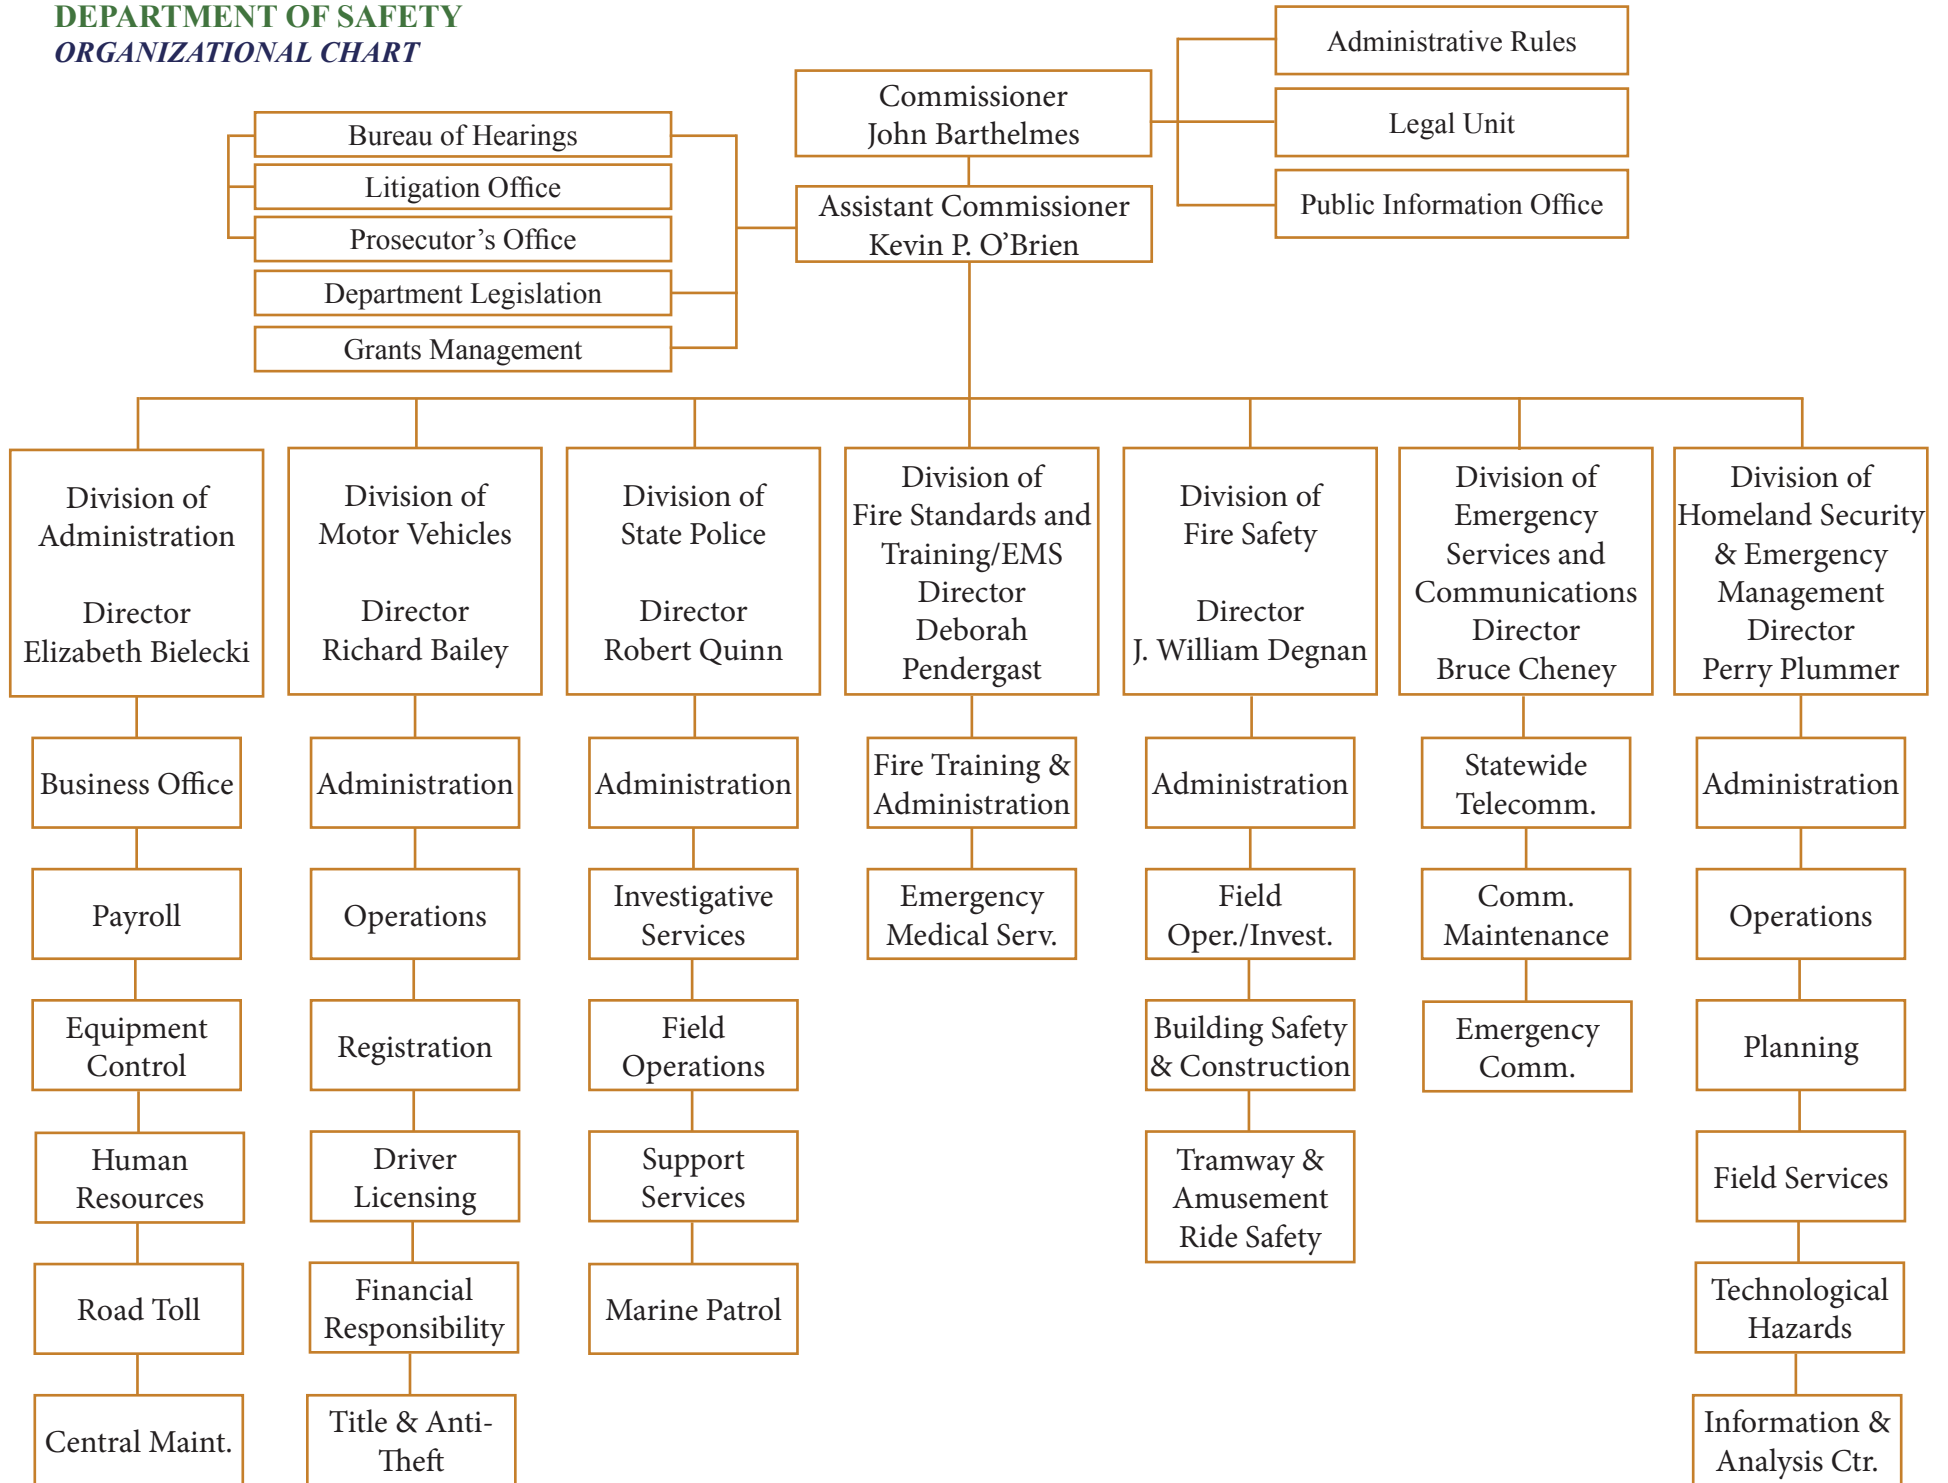 DEPARTMENT OF SAFETY
ORGANIZATIONAL CHART
Commissioner
John Barthelmes
Administrative Rules
Legal Unit
Public Information Office
Assistant Commissioner
Kevin P. O’Brien
Bureau of Hearings
Litigation Office
Prosecutor’s Office
Department Legislation
Grants Management
Division of
Administration
Director
Elizabeth Bielecki
Business Office
Payroll
Equipment
Control
Human
Resources
Road Toll
Central Maint.
Division of
Motor Vehicles
Director
Richard Bailey
Administration
Operations
Registration
Driver
Licensing
Financial
Responsibility
Title & Anti-
Theft
Division of
State Police
Director
Robert Quinn
Administration
Investigative
Services
Field
Operations
Support
Services
Marine Patrol
Division of
Fire Standards and
Training/EMS
Director
Deborah
Pendergast
Fire Training &
Administration
Emergency
Medical Serv.
Division of
Fire Safety
Director
J. William Degnan
Administration
Field
Oper./Invest.
Building Safety
& Construction
Tramway &
Amusement
Ride Safety
Division of
Emergency
Services and
Communications
Director
Bruce Cheney
Statewide
Telecomm.
Comm.
Maintenance
Emergency
Comm.
Division of
Homeland Security
& Emergency
Management
Director
Perry Plummer
Administration
Operations
Planning
Field Services
Technological
Hazards
Information &
Analysis Ctr.